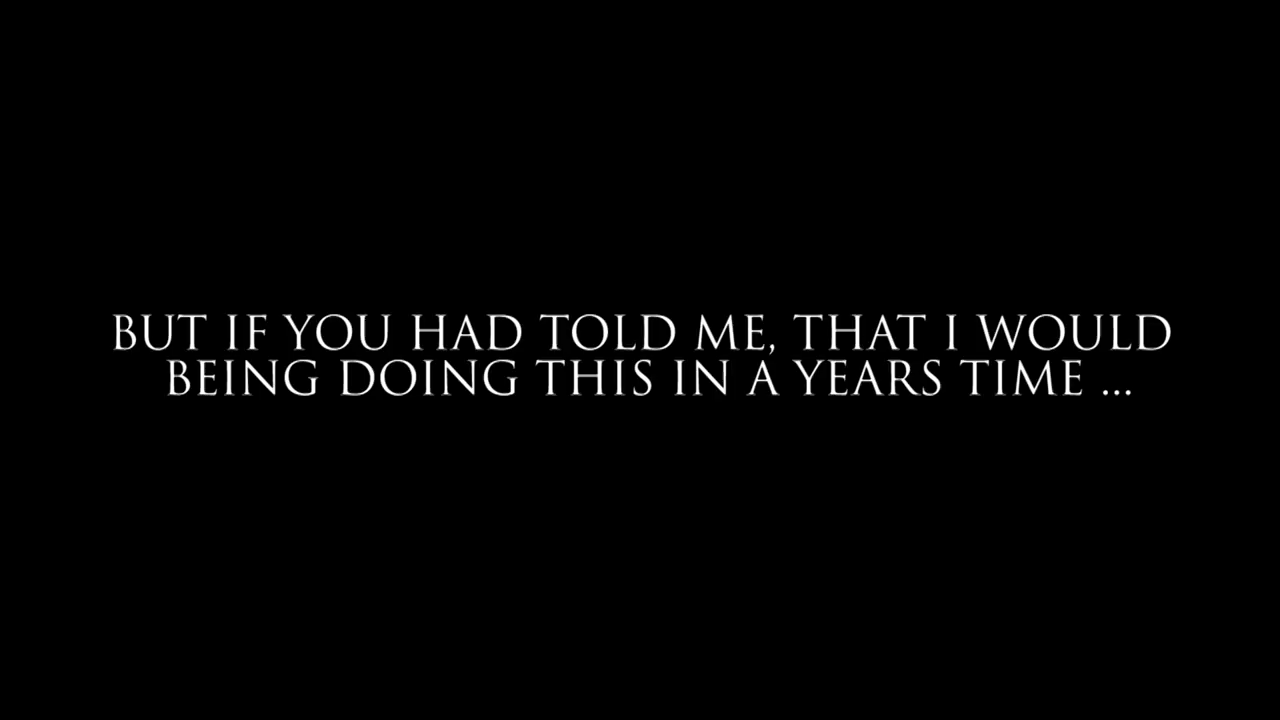 BUT IF YOU HAD TOLD ME, THAT I WOULD
BEING DOING THIS IN A YEARS TIME ...